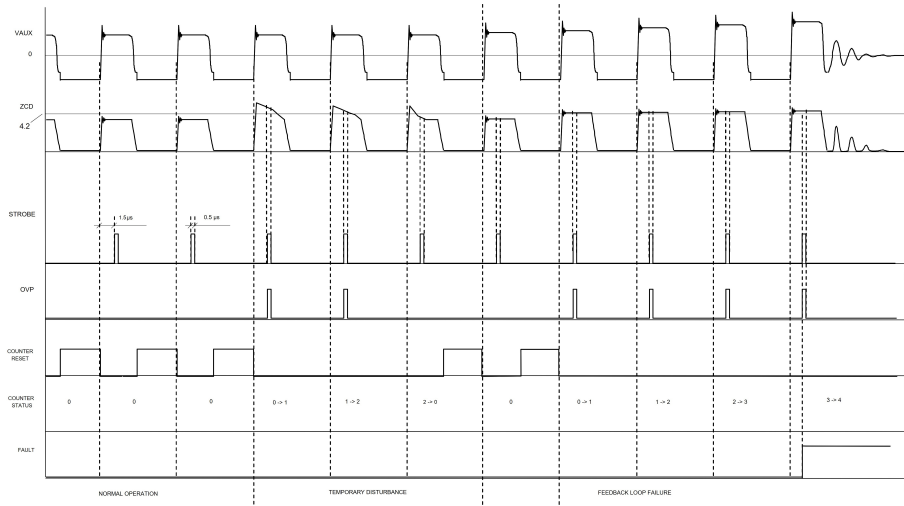 VAUX
0
ZCD
4.2
STROBE
1.5 µs
0.5 µs
OVP
COUNTER
RESET
COUNTER
STATUS
0
0
0
0 -> 1
1 -> 2
2 -> 0
0
0 -> 1
1 -> 2
2 -> 3
3 -> 4
FAULT
NORMAL OPERATION
TEMPORARY DISTURBANCE
FEEDBACK LOOP FAILURE